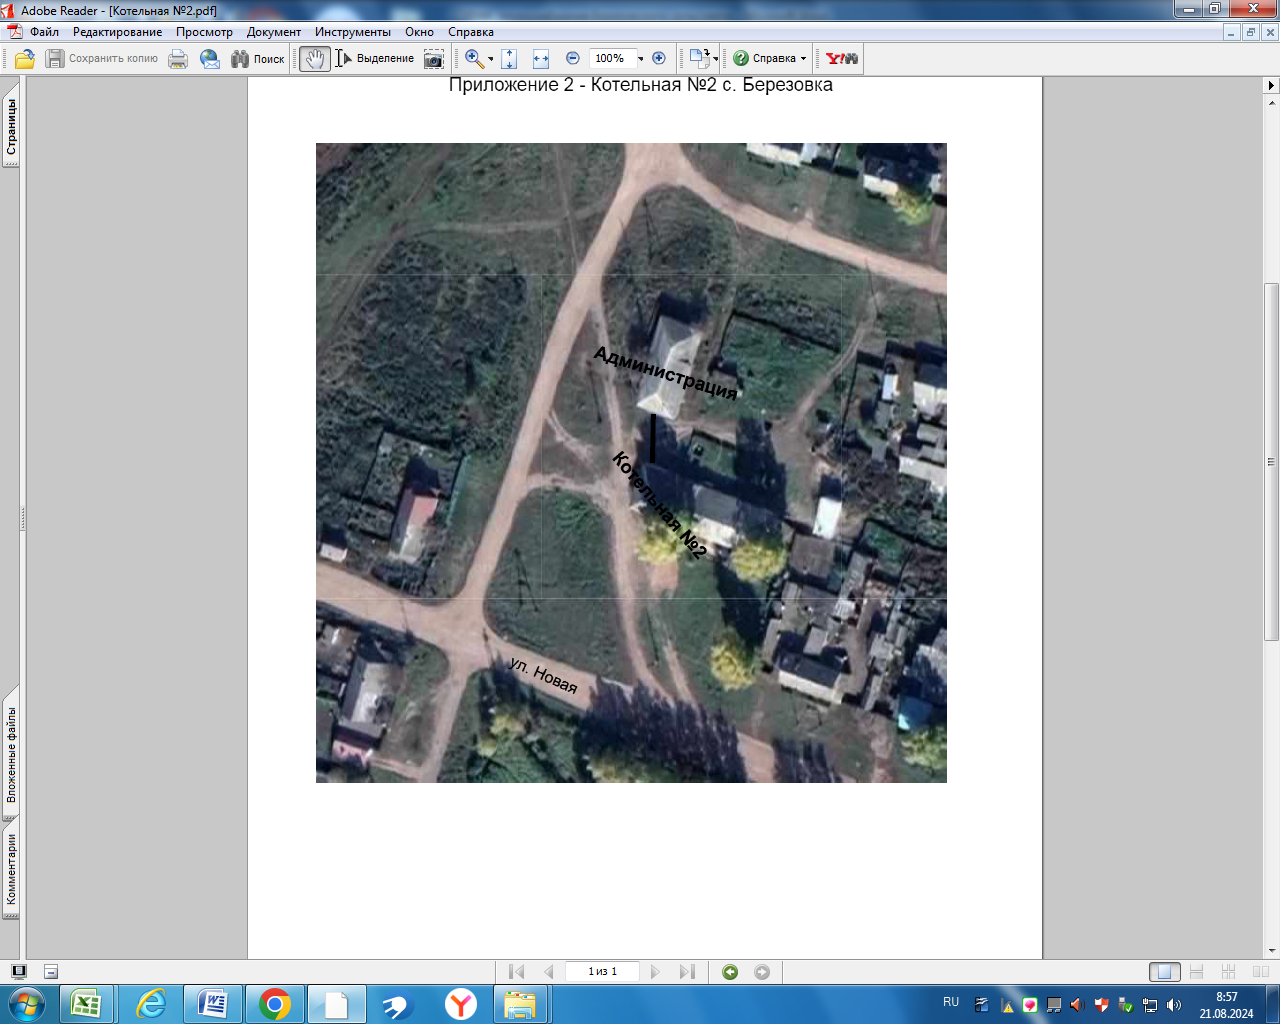 Adobe Reader - [Котельная №2.pdf]
Файл Редактирование Просмотр Документ Инструменты Окно Справка
Сохранить копию Поиск Выделение 100% Справка Y!
Страницы
Приложение 2 - Котельная №2 с. Березовка
Администрация
Котельная №2
ул. Новая
Вложенные файлы
Комментарии
1 из 1
RU
8:57
21.08.2024